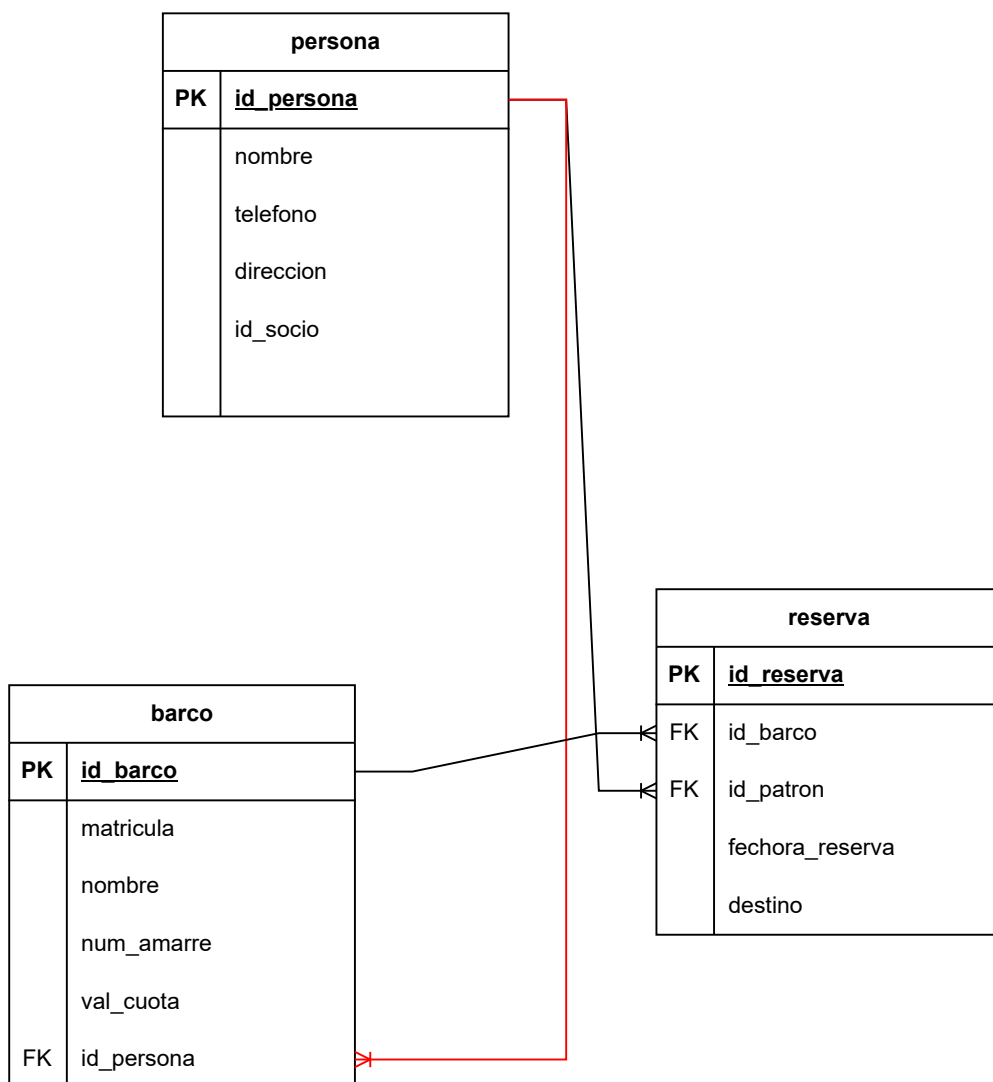 persona
PK id_persona
nombre
telefono
direccion
id_socio
reserva
PK id_reserva
FK id_barco
FK id_patron
fechora_reserva
destino
barco
PK id_barco
matricula
nombre
num_amarre
val_cuota
FK id_persona